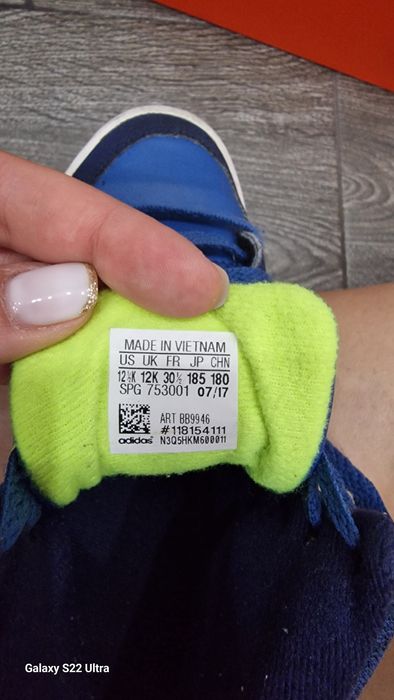 MADE IN VIETNAM
US UK FR JP CHN
12½K 12K 30½ 185 180
SPG 753001 07/17
ART BB9946
#118154111
adidas N3Q5HKM600011
Galaxy S22 Ultra